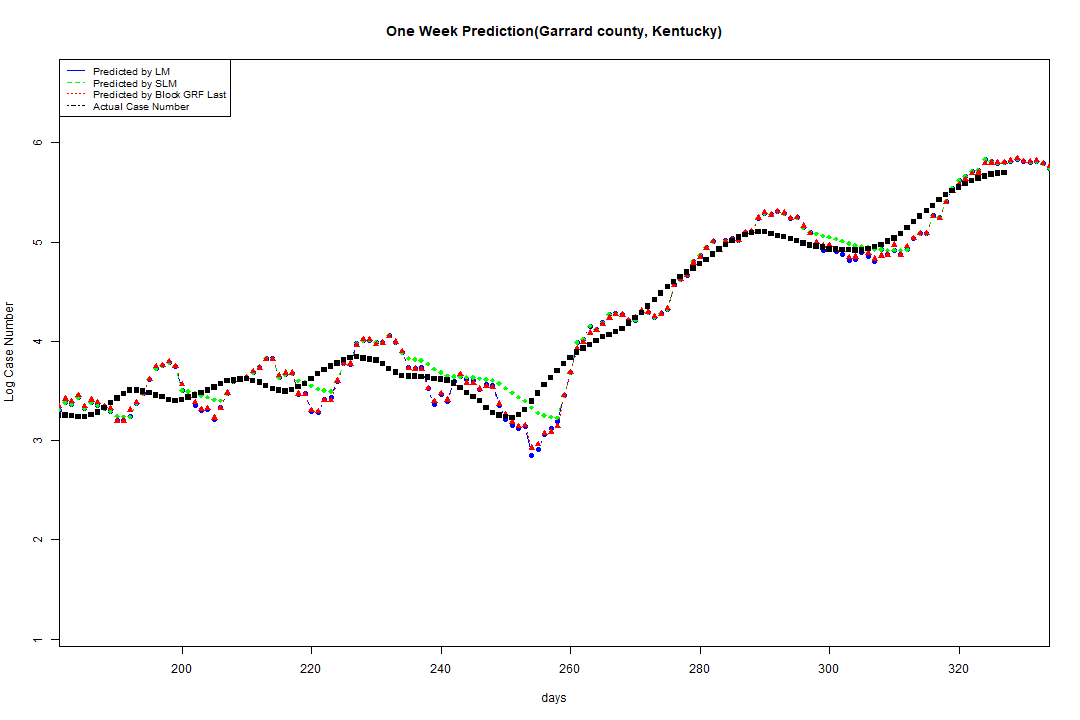 One Week Prediction(Garrard county, Kentucky)
Predicted by LM
Predicted by SLM
Predicted by Block GRF Last
Actual Case Number
Log Case Number
6
5
4
3
2
1
200 220 240 260 280 300 320
days